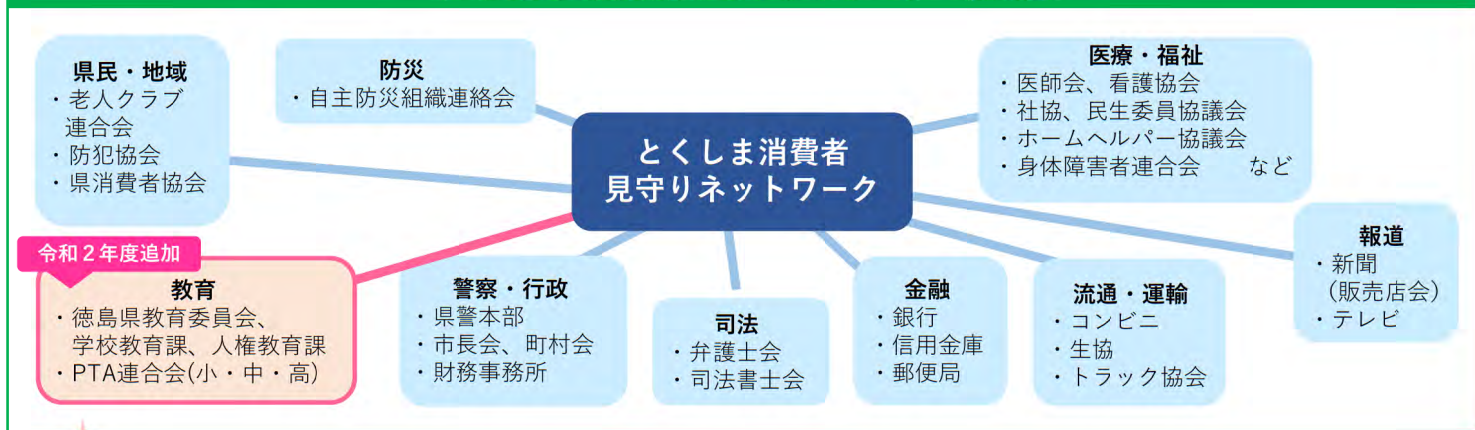 県民・地域
・老人クラブ
連合会
・防犯協会
・県消費者協会
防災
・自主防災組織連絡会
とくしま消費者
見守りネットワーク
医療・福祉
・医師会、看護協会
・社協、民生委員協議会
・ホームヘルパー協議会
・身体障害者連合会　　など
令和２年度追加
教育
・徳島県教育委員会、
学校教育課、人権教育課
・PTA連合会(小・中・高)
警察・行政
・県警本部
・市長会、町村会
・財務事務所
司法
・弁護士会
・司法書士会
金融
・銀行
・信用金庫
・郵便局
流通・運輸
・コンビニ
・生協
・トラック協会
報道
・新聞
（販売店会）
・テレビ